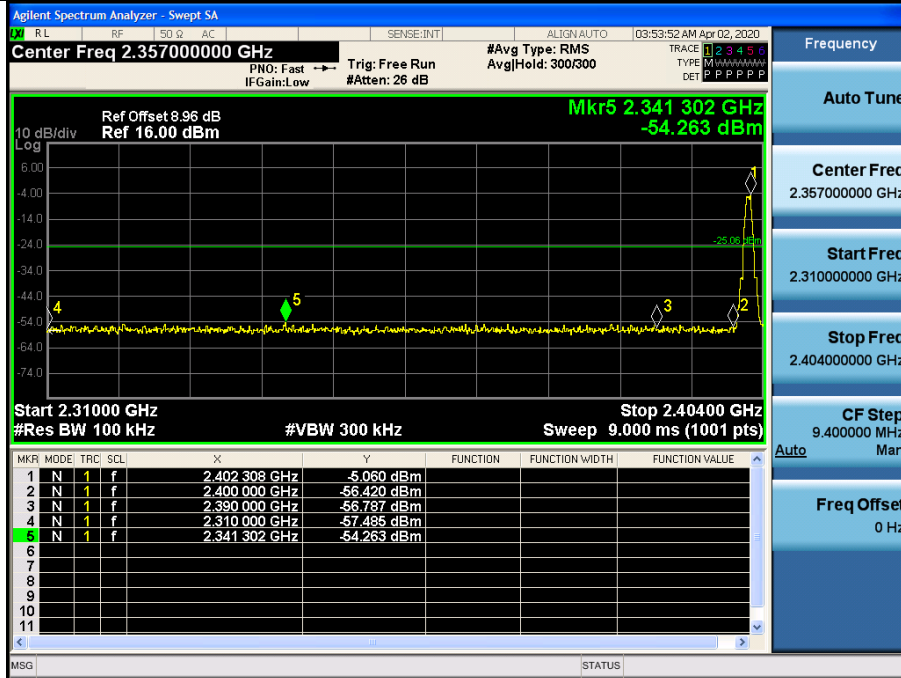 Agilent Spectrum Analyzer - Swept SA
LXI RL RF 50 Ω AC SENSE:INT ALIGN AUTO 03:53:52 AM Apr 02, 2020
Center Freq 2.357000000 GHz
PNO: Fast
IFGain:Low
Trig: Free Run
#Atten: 26 dB
#Avg Type: RMS
Avg|Hold: 300/300
TRACE 1 2 3 4 5 6
TYPE M
DET P P P P P P
Frequency
Ref Offset 8.96 dB
Ref 16.00 dBm
10 dB/div
Log
Mkr5 2.341 302 GHz
-54.263 dBm
6.00
-4.00
-14.0
-24.0
-34.0
-44.0
-54.0
-64.0
-74.0
-25.06 dBm
1
2
3
4
5
Start 2.31000 GHz
Stop 2.40400 GHz
#Res BW 100 kHz
#VBW 300 kHz
Sweep 9.000 ms (1001 pts)
MKR MODE TRC SCL X Y FUNCTION FUNCTION WIDTH FUNCTION VALUE
1 N 1 f 2.402 308 GHz -5.060 dBm
2 N 1 f 2.400 000 GHz -56.420 dBm
3 N 1 f 2.390 000 GHz -56.787 dBm
4 N 1 f 2.310 000 GHz -57.485 dBm
5 N 1 f 2.341 302 GHz -54.263 dBm
6
7
8
9
10
11
Auto Tune
Center Freq
2.357000000 GHz
Start Freq
2.310000000 GHz
Stop Freq
2.404000000 GHz
CF Step
9.400000 MHz
Auto Man
Freq Offset
0 Hz
MSG
STATUS